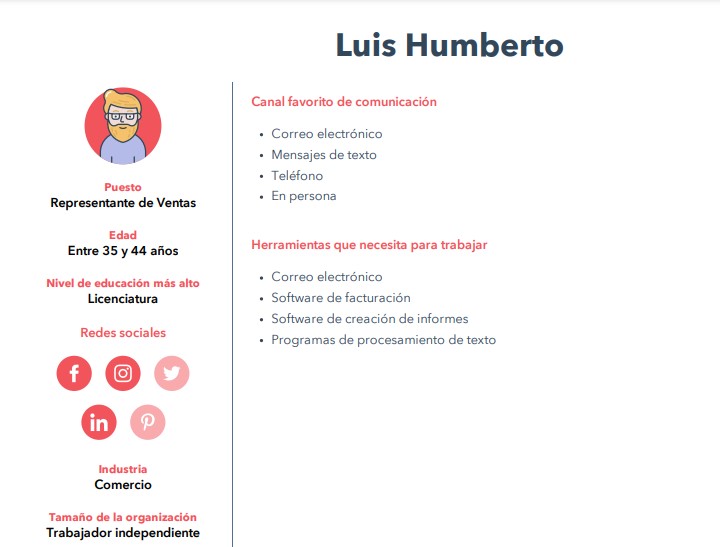 Luis Humberto
Puesto
Representante de Ventas
Edad
Entre 35 y 44 años
Nivel de educación más alto
Licenciatura
Redes sociales
Industria
Comercio
Tamaño de la organización
Trabajador independiente
Canal favorito de comunicación
• Correo electrónico
• Mensajes de texto
• Teléfono
• En persona
Herramientas que necesita para trabajar
• Correo electrónico
• Software de facturación
• Software de creación de informes
• Programas de procesamiento de texto